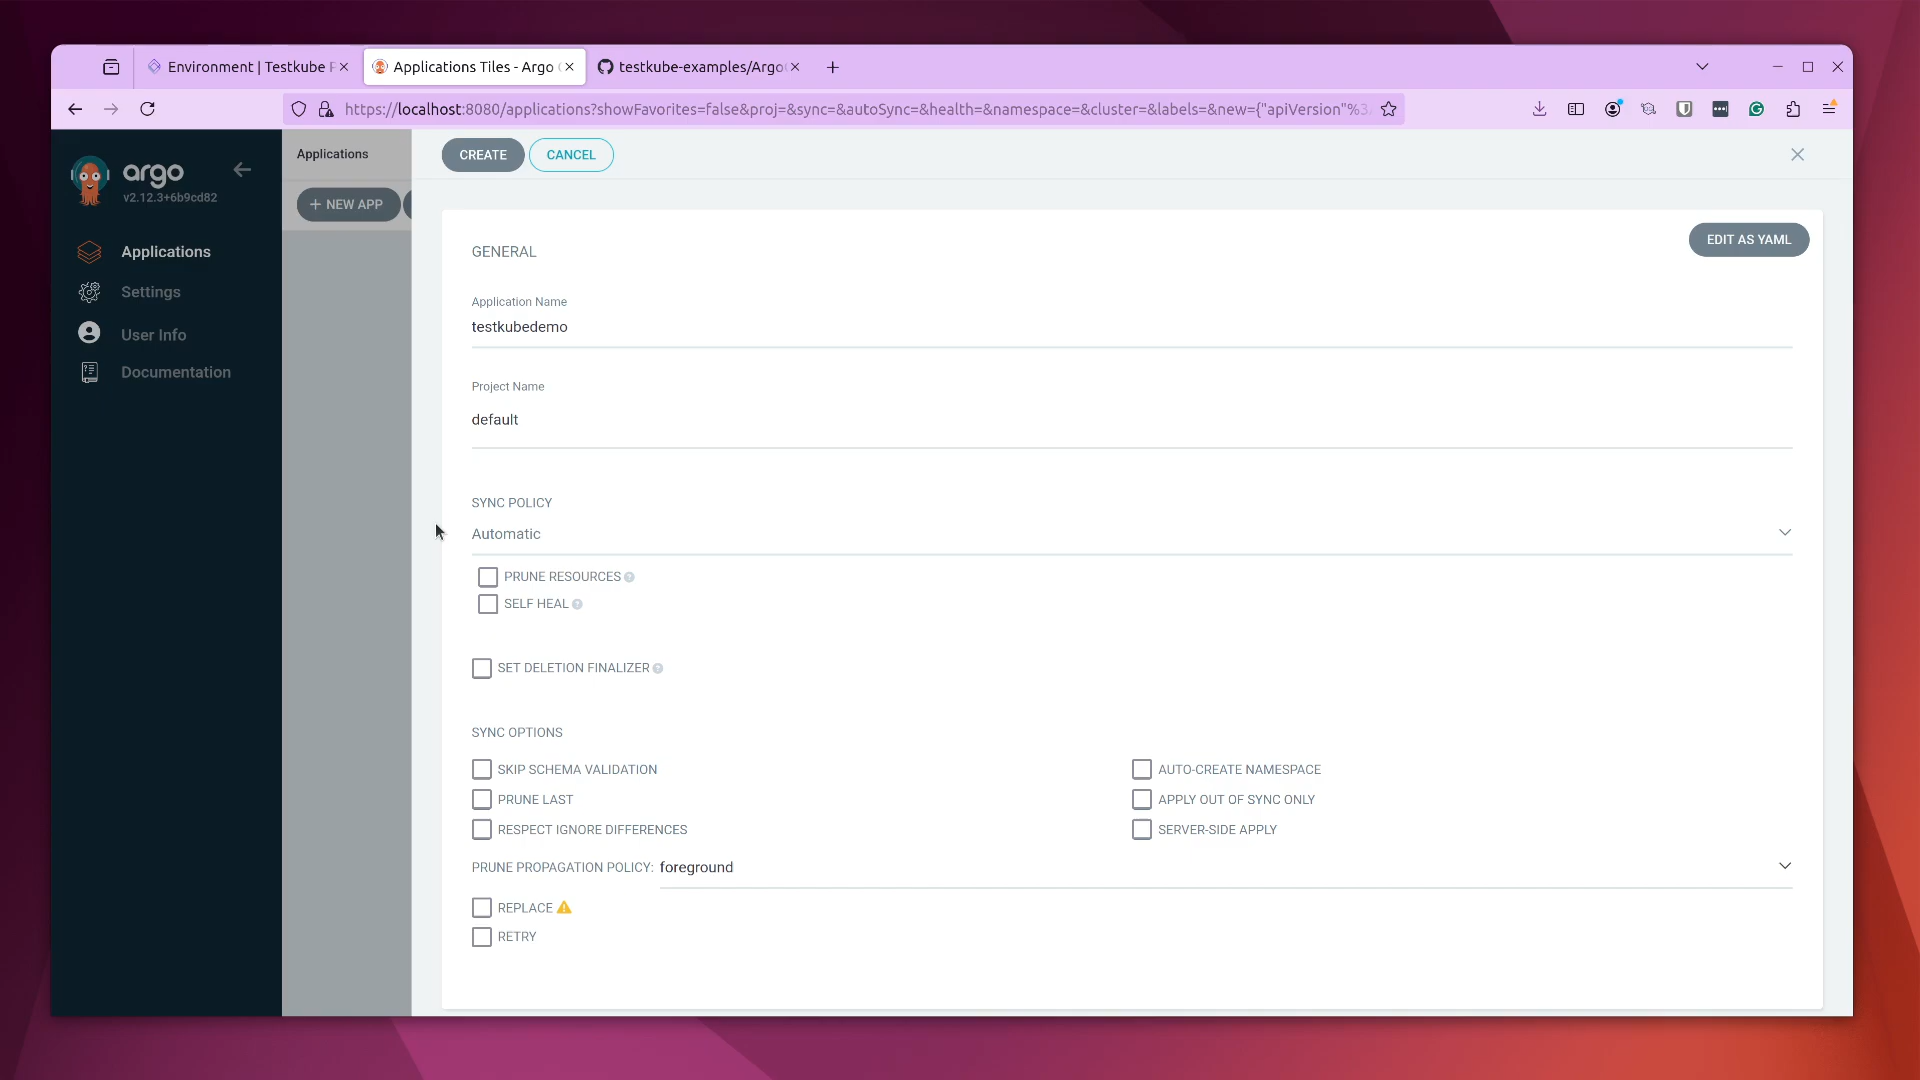 Environment | Testkube P
Applications Tiles - Argo
testkube-examples/Argo
https://localhost:8080/applications?showFavorites=false&proj=&sync=&autoSync=&health=&namespace=&cluster=&labels=&new={"apiVersion"%3
argo
v2.12.3+6b9cd82
Applications
Settings
User Info
Documentation
Applications
+ NEW APP
CREATE
CANCEL
GENERAL
EDIT AS YAML
Application Name
testkubedemo
Project Name
default
SYNC POLICY
Automatic
PRUNE RESOURCES
SELF HEAL
SET DELETION FINALIZER
SYNC OPTIONS
SKIP SCHEMA VALIDATION
AUTO-CREATE NAMESPACE
PRUNE LAST
APPLY OUT OF SYNC ONLY
RESPECT IGNORE DIFFERENCES
SERVER-SIDE APPLY
PRUNE PROPAGATION POLICY: foreground
REPLACE
RETRY